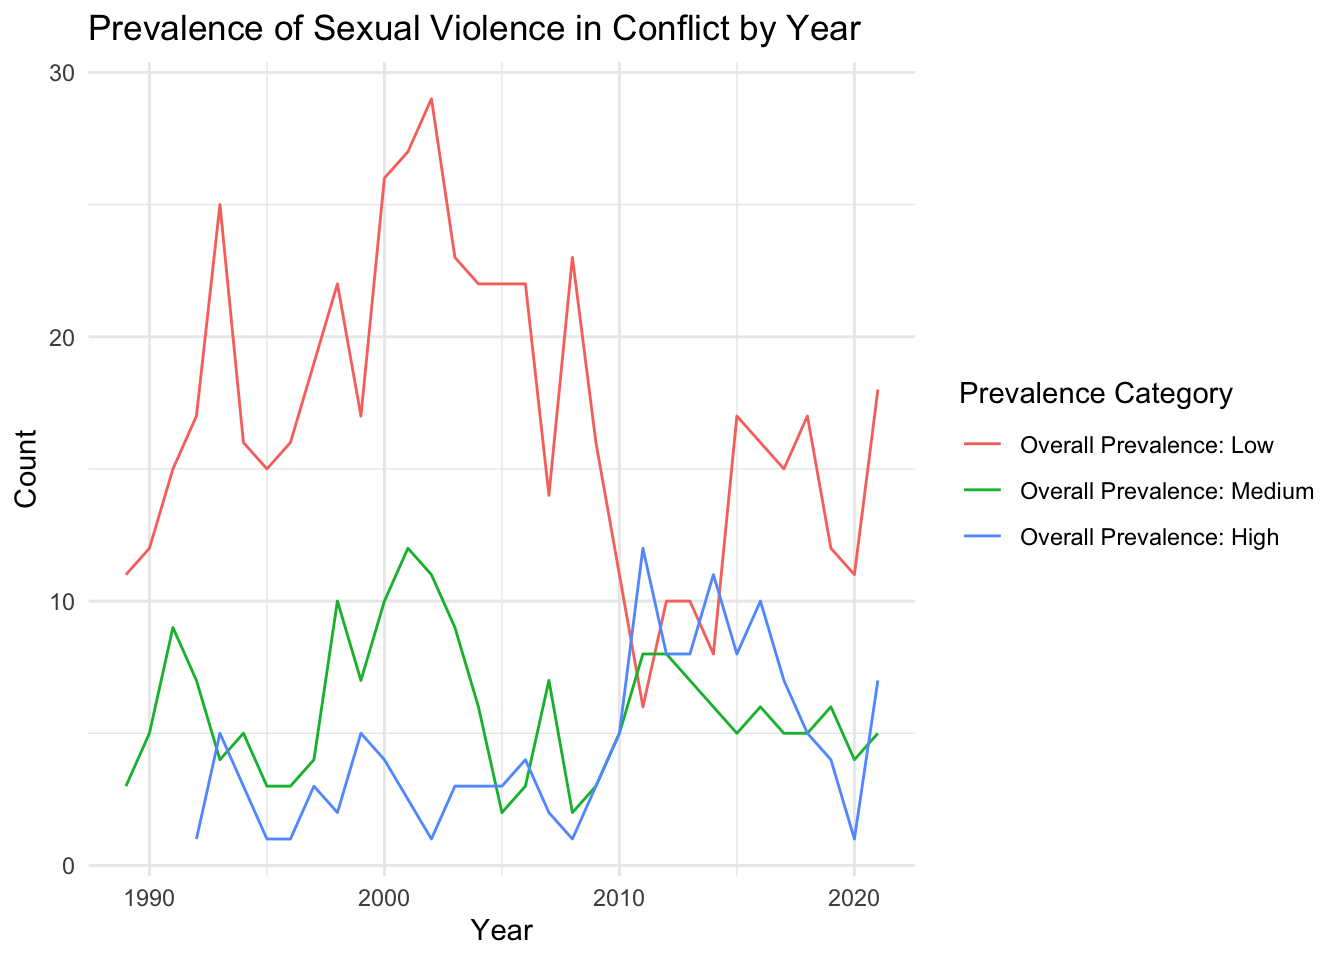 Prevalence of Sexual Violence in Conflict by Year
30
20
10
0
Count
1990
2000
2010
2020
Year
Prevalence Category
Overall Prevalence: Low
Overall Prevalence: Medium
Overall Prevalence: High